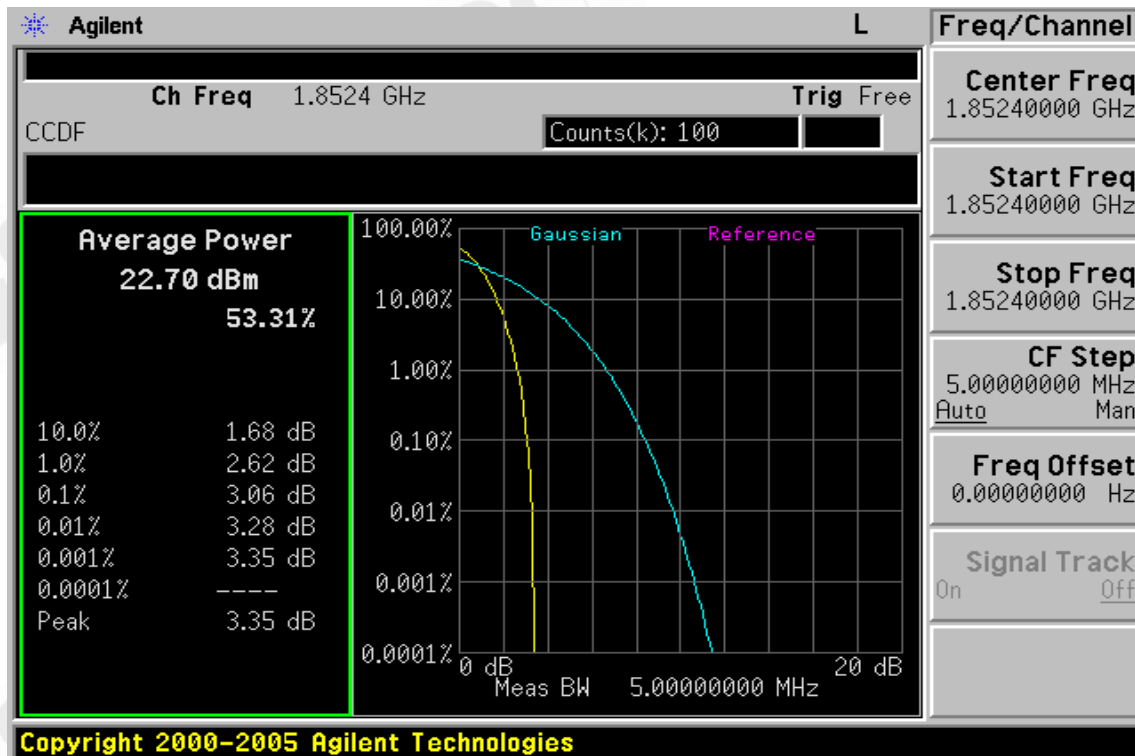 Agilent L Freq/Channel
Ch Freq 1.8524 GHz Trig Free
CCDF Counts(k): 100
Average Power
22.70 dBm
53.31%
10.0% 1.68 dB
1.0% 2.62 dB
0.1% 3.06 dB
0.01% 3.28 dB
0.001% 3.35 dB
0.0001% ----
Peak 3.35 dB
Gaussian Reference
100.00%
10.00%
1.00%
0.10%
0.01%
0.001%
0.0001%
0 dB 20 dB
Meas BW 5.00000000 MHz
Center Freq
1.85240000 GHz
Start Freq
1.85240000 GHz
Stop Freq
1.85240000 GHz
CF Step
5.00000000 MHz
Auto Man
Freq Offset
0.00000000 Hz
Signal Track
On Off
Copyright 2000-2005 Agilent Technologies